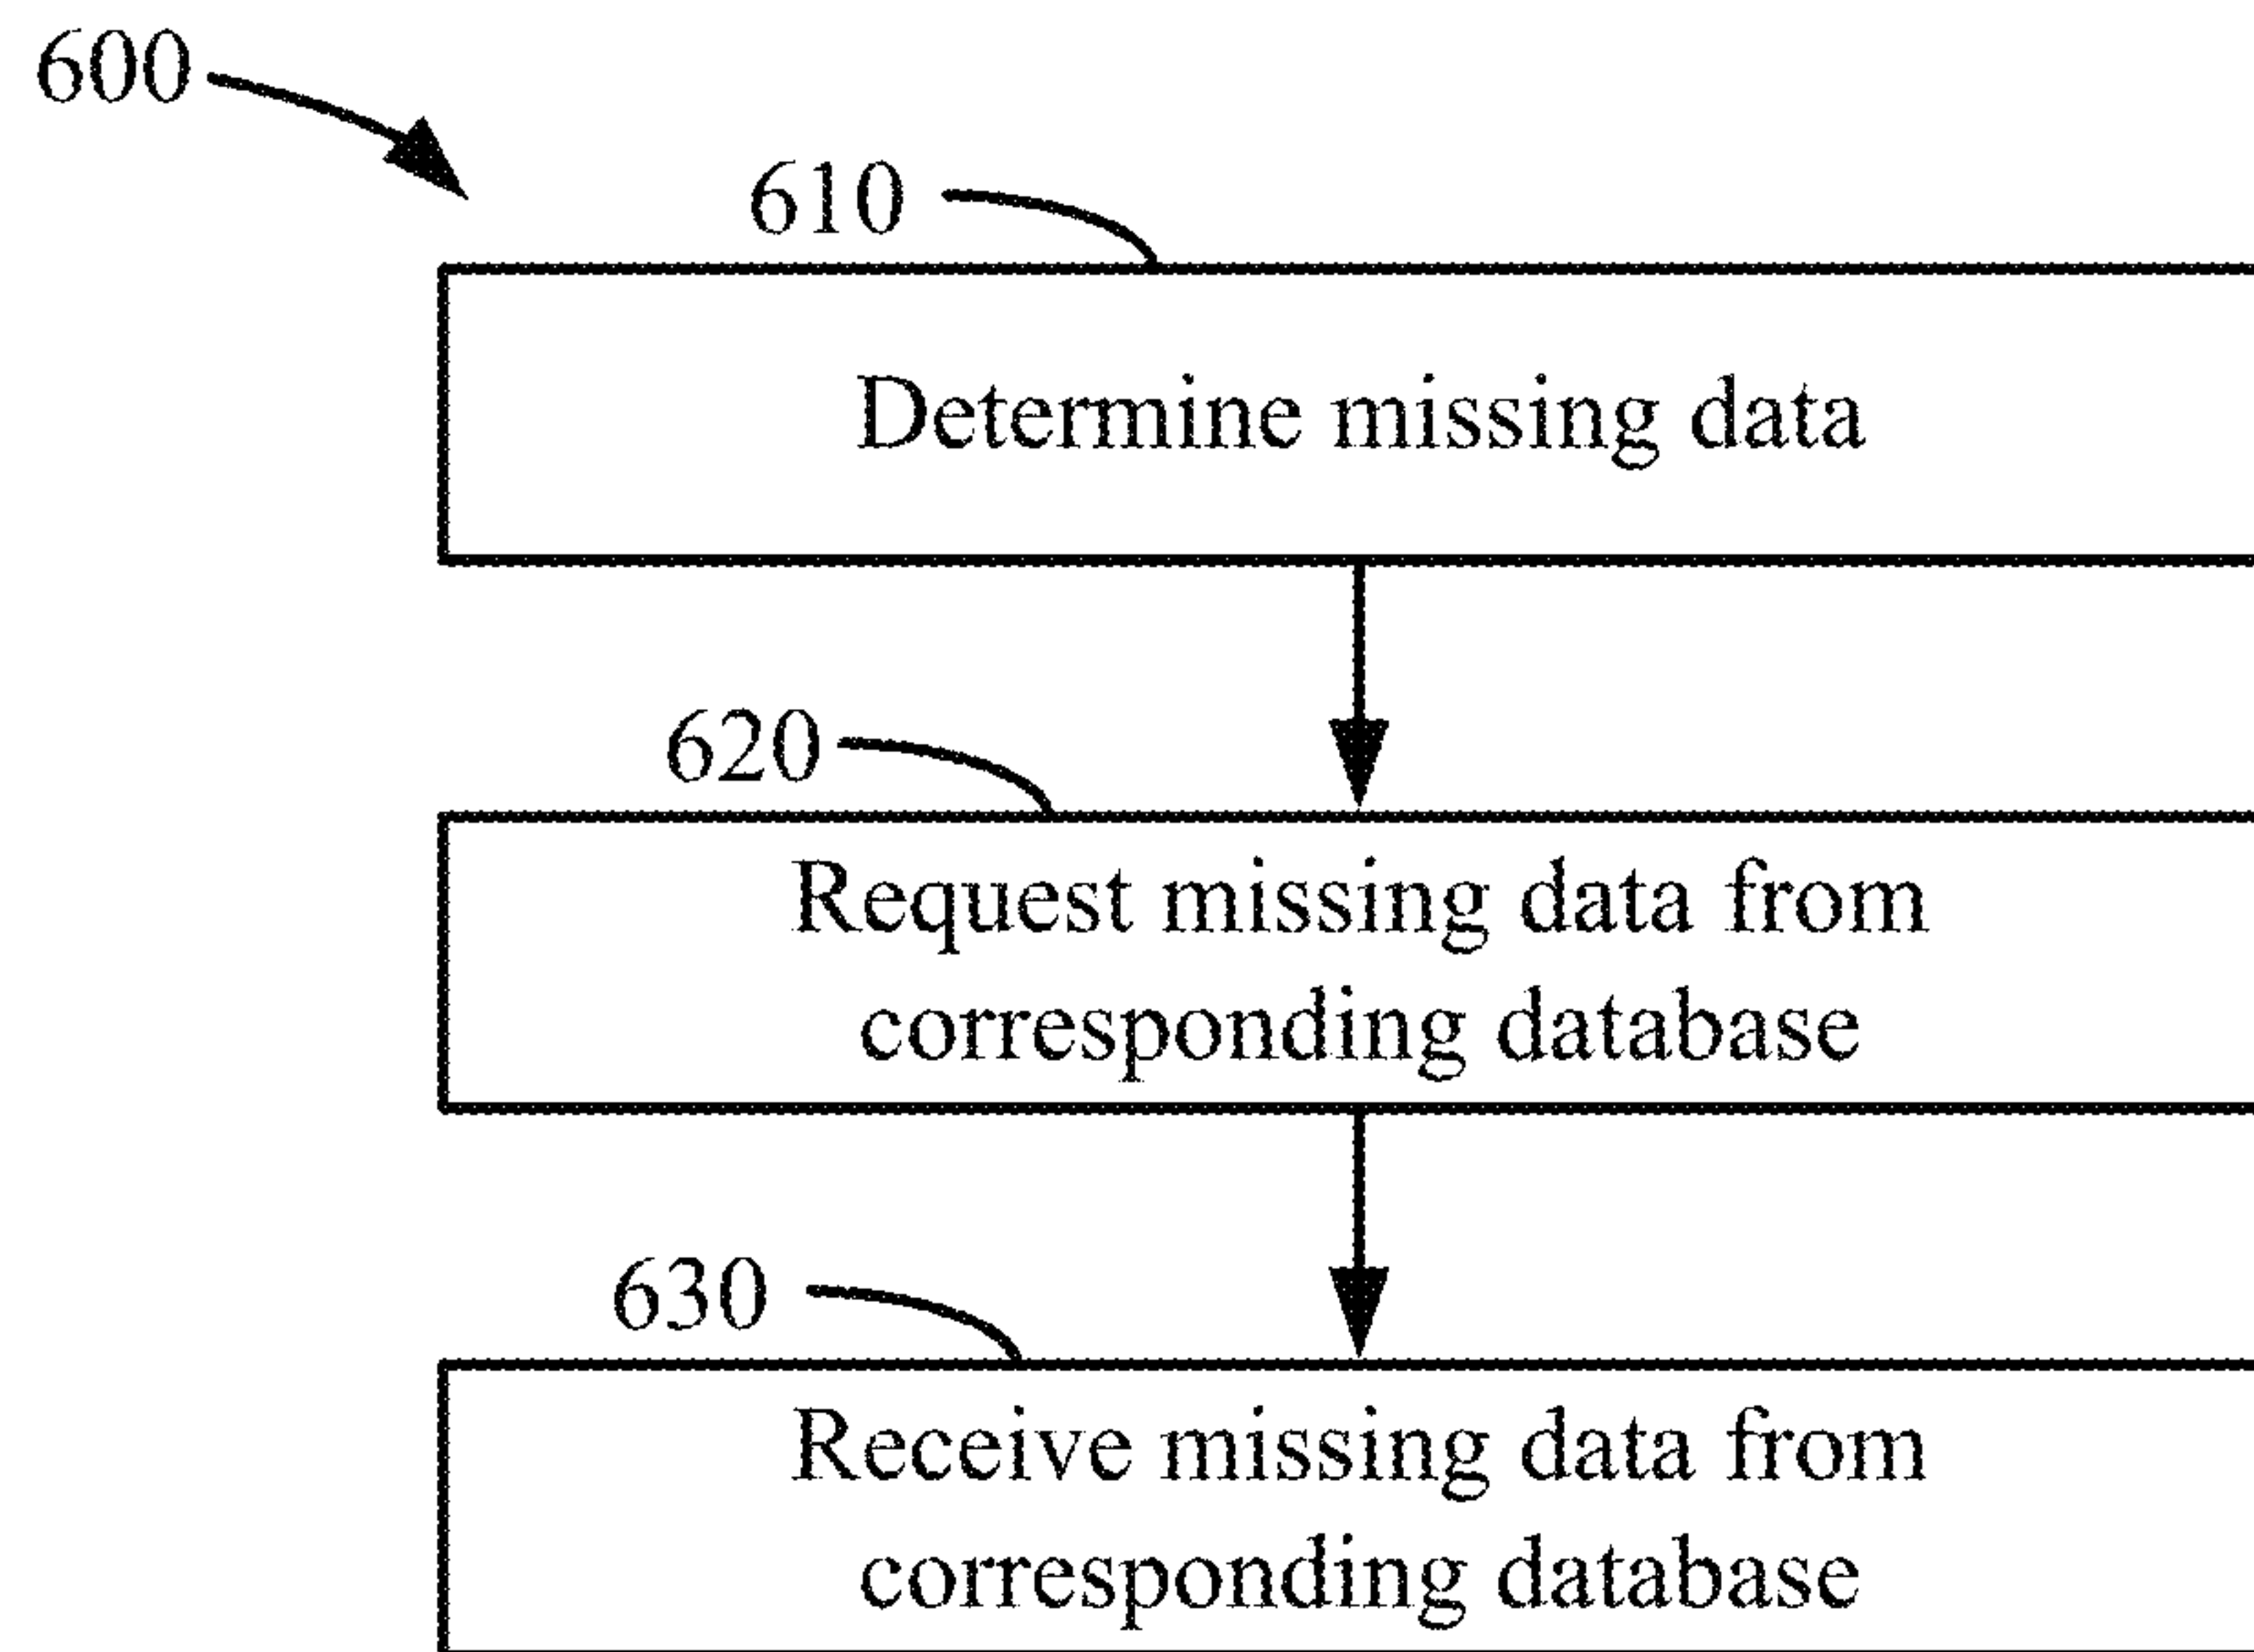 600
610
Determine missing data
620
Request missing data from
corresponding database
630
Receive missing data from
corresponding database